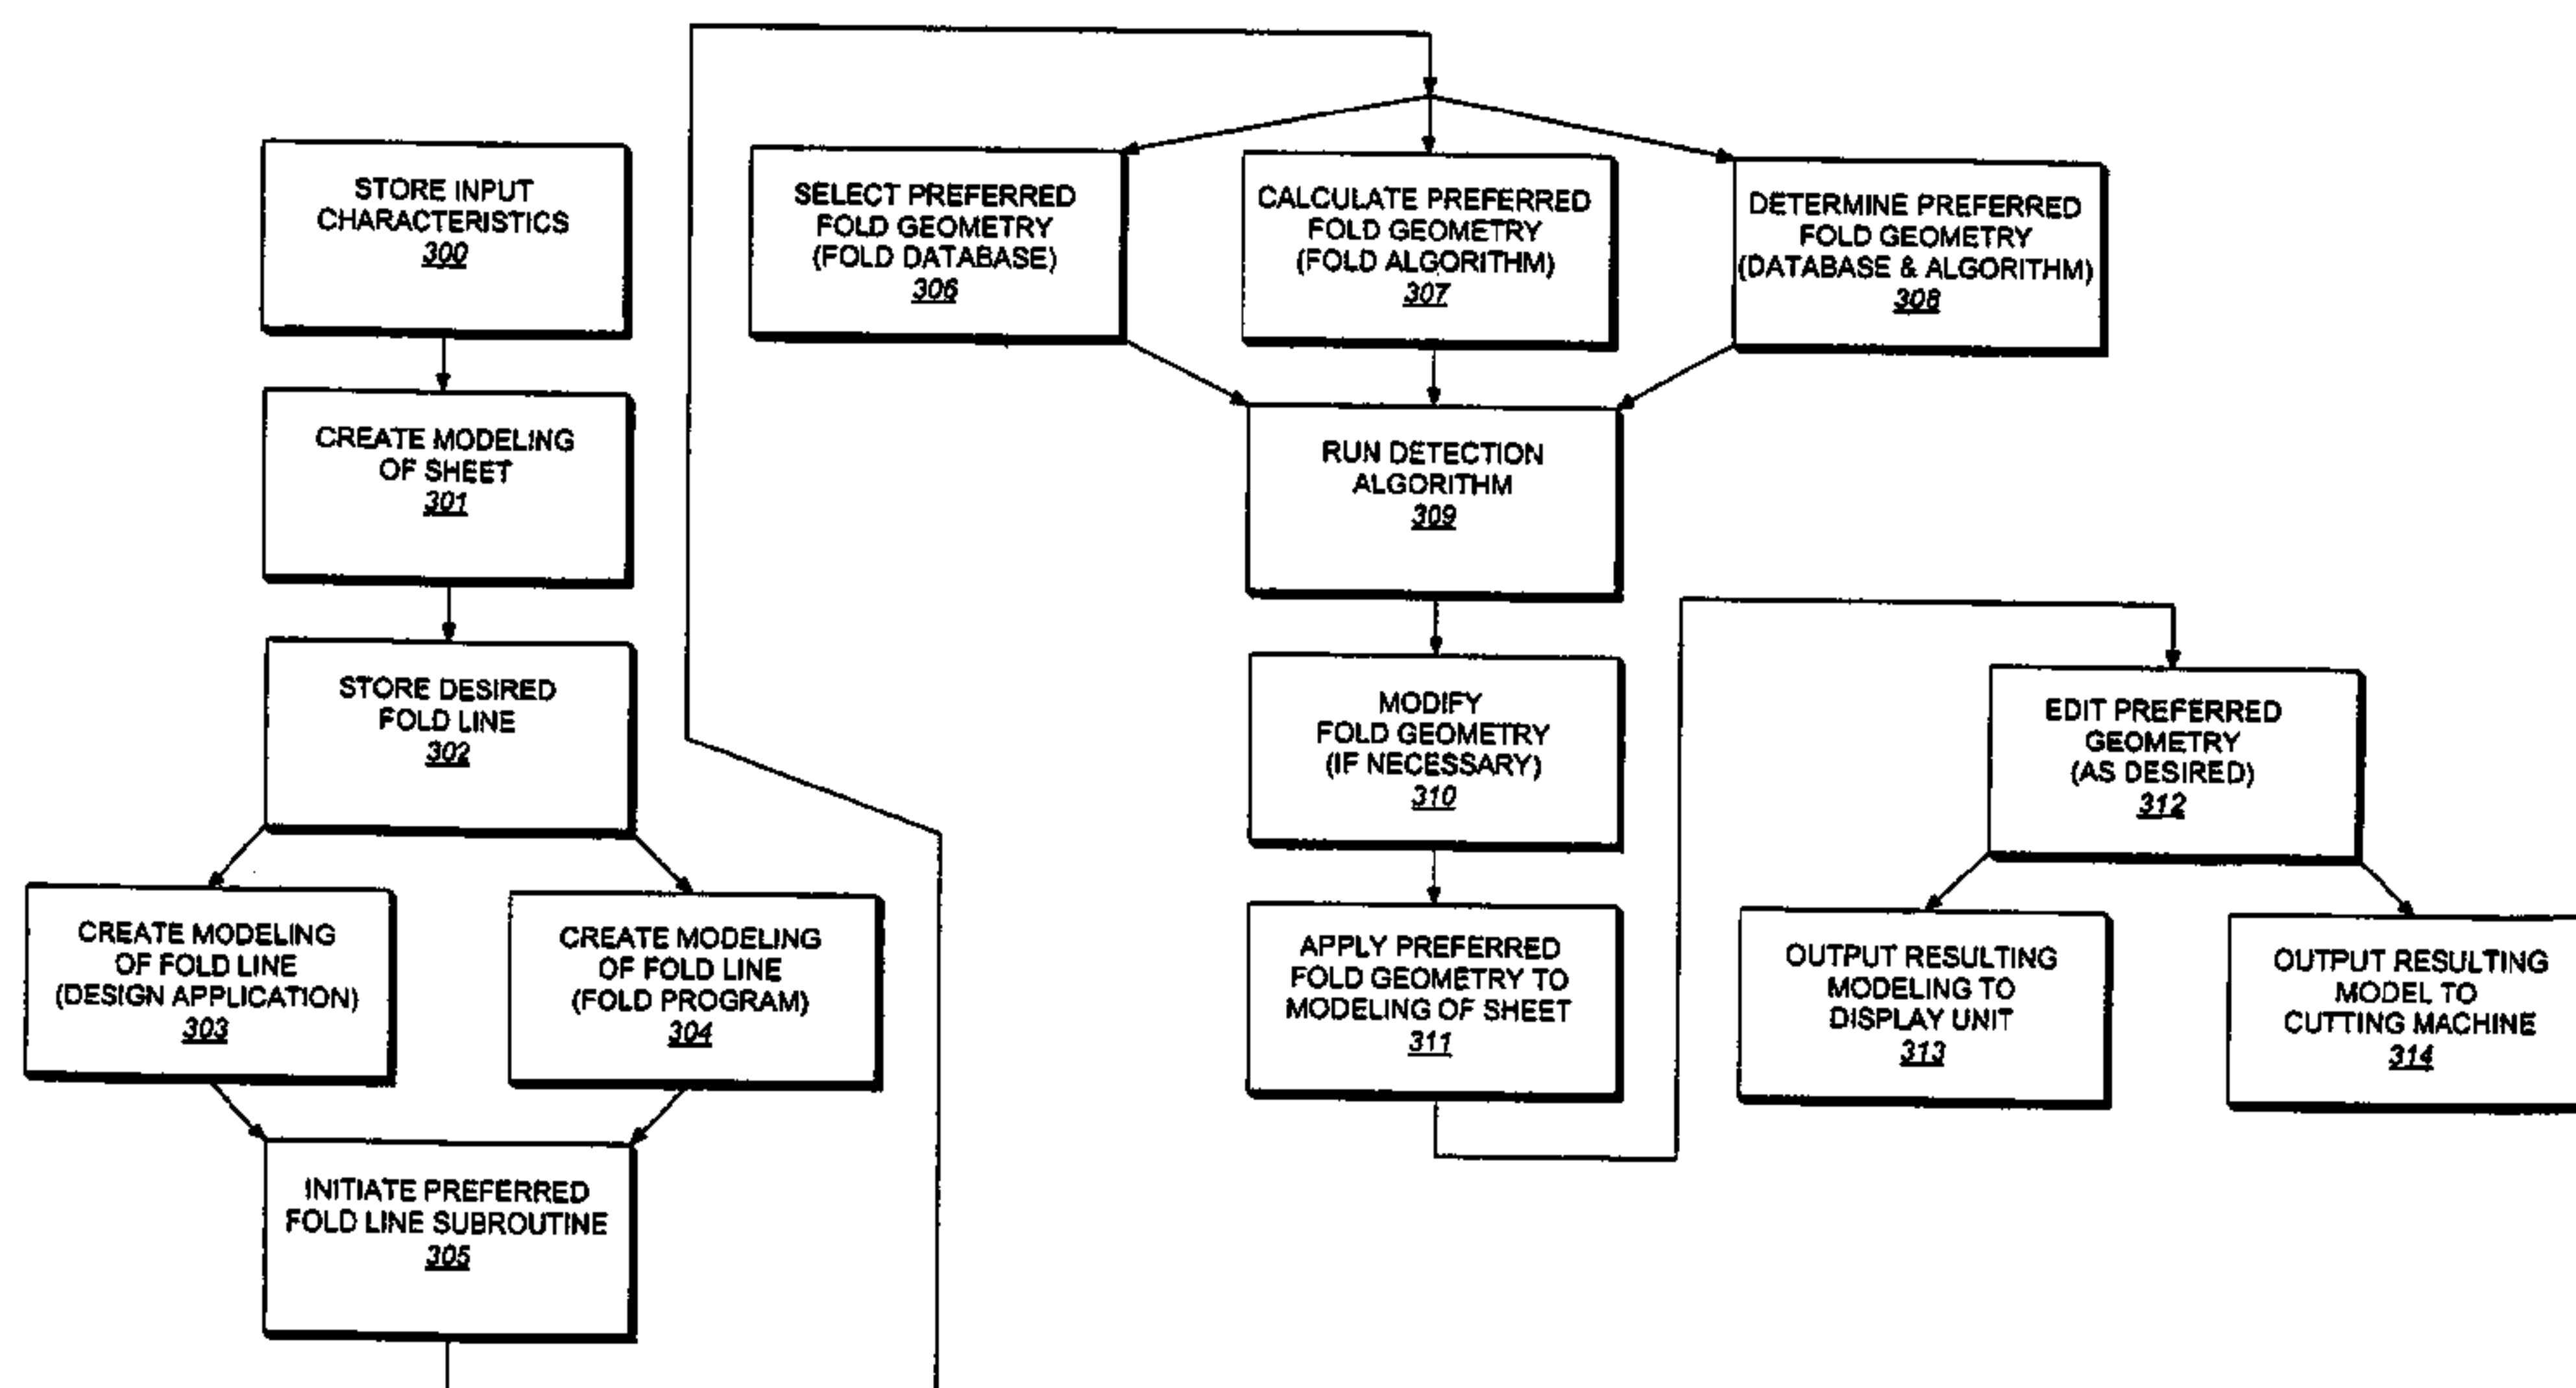 STORE INPUT
CHARACTERISTICS
300
CREATE MODELING
OF SHEET
301
STORE DESIRED
FOLD LINE
302
CREATE MODELING
OF FOLD LINE
(DESIGN APPLICATION)
303
CREATE MODELING
OF FOLD LINE
(FOLD PROGRAM)
304
INITIATE PREFERRED
FOLD LINE SUBROUTINE
305
SELECT PREFERRED
FOLD GEOMETRY
(FOLD DATABASE)
306
CALCULATE PREFERRED
FOLD GEOMETRY
(FOLD ALGORITHM)
307
DETERMINE PREFERRED
FOLD GEOMETRY
(DATABASE & ALGORITHM)
308
RUN DETECTION
ALGORITHM
309
MODIFY
FOLD GEOMETRY
(IF NECESSARY)
310
APPLY PREFERRED
FOLD GEOMETRY TO
MODELING OF SHEET
311
EDIT PREFERRED
GEOMETRY
(AS DESIRED)
312
OUTPUT RESULTING
MODELING TO
DISPLAY UNIT
313
OUTPUT RESULTING
MODEL TO
CUTTING MACHINE
314